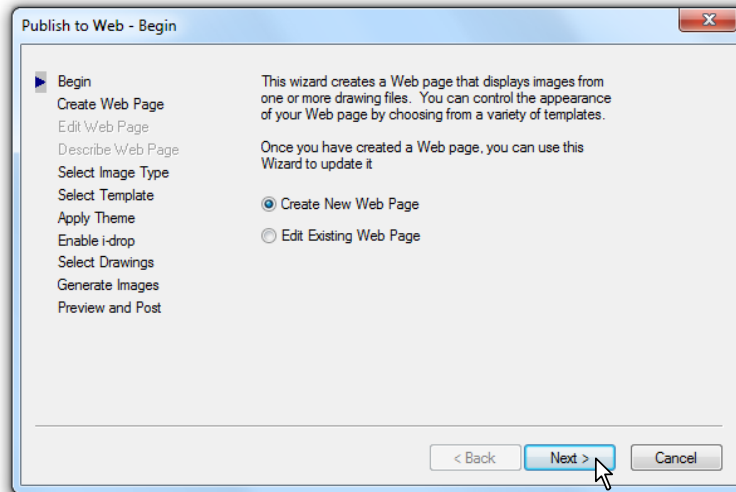 Publish to Web - Begin
Begin
Create Web Page
Edit Web Page
Describe Web Page
Select Image Type
Select Template
Apply Theme
Enable i-drop
Select Drawings
Generate Images
Preview and Post
This wizard creates a Web page that displays images from
one or more drawing files. You can control the appearance
of your Web page by choosing from a variety of templates.
Once you have created a Web page, you can use this
Wizard to update it
Create New Web Page
Edit Existing Web Page
< Back
Next >
Cancel